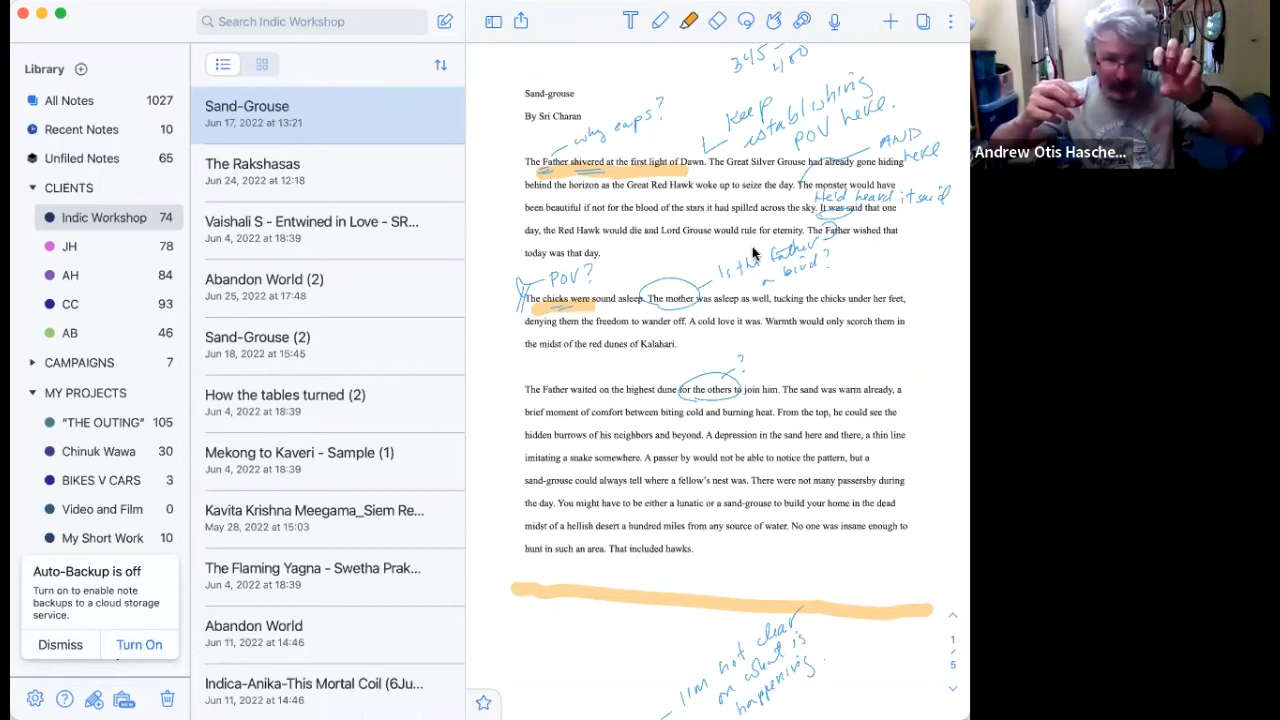 Search Indic Workshop
Library
All Notes 1027
Recent Notes 10
Unfiled Notes 65
CLIENTS
Indic Workshop 74
JH 78
AH 84
CC 93
AB 46
CAMPAIGNS 7
MY PROJECTS
“THE OUTING” 105
Chinuk Wawa 30
BIKES V CARS 3
Video and Film 0
My Short Work 10
Auto-Backup is off
Turn on to enable note
backups to a cloud storage
service.
Dismiss Turn On
Sand-Grouse
Jun 17, 2022 at 13:21
The Rakshasas
Jun 24, 2022 at 12:18
Vaishali S - Entwined in Love - SR...
Jun 4, 2022 at 18:39
Abandon World (2)
Jun 25, 2022 at 17:48
Sand-Grouse (2)
Jun 18, 2022 at 15:45
How the tables turned (2)
Jun 4, 2022 at 18:39
Mekong to Kaveri - Sample (1)
Jun 4, 2022 at 18:39
Kavita Krishna Meegama_Siem Re...
May 28, 2022 at 15:03
The Flaming Yagna - Swetha Prak...
Jun 4, 2022 at 18:39
Abandon World
Jun 11, 2022 at 14:46
Indica-Anika-This Mortal Coil (6Ju...
Jun 4, 2022 at 18:39
345-400
Sand-grouse
By Sri Charan
why caps?
Keep
establishing
POV here.
AND
here
The Father shivered at the first light of Dawn. The Great Silver Grouse had already gone hiding
behind the horizon as the Great Red Hawk woke up to seize the day. The monster would have
He'd heard it said
been beautiful if not for the blood of the stars it had spilled across the sky. It was said that one
day, the Red Hawk would die and Lord Grouse would rule for eternity. The Father wished that
today was that day.
Is the Father
a bird?
POV?
The chicks were sound asleep. The mother was asleep as well, tucking the chicks under her feet,
denying them the freedom to wander off. A cold love it was. Warmth would only scorch them in
the midst of the red dunes of Kalahari.
?
The Father waited on the highest dune for the others to join him. The sand was warm already, a
brief moment of comfort between biting cold and burning heat. From the top, he could see the
hidden burrows of his neighbors and beyond. A depression in the sand here and there, a thin line
imitating a snake somewhere. A passer by would not be able to notice the pattern, but a
sand-grouse could always tell where a fellow's nest was. There were not many passersby during
the day. You might have to be either a lunatic or a sand-grouse to build your home in the dead
midst of a hellish desert a hundred miles from any source of water. No one was insane enough to
hunt in such an area. That included hawks.
I'm not clear
on what is
happening.
1
/
5
Andrew Otis Hasche...